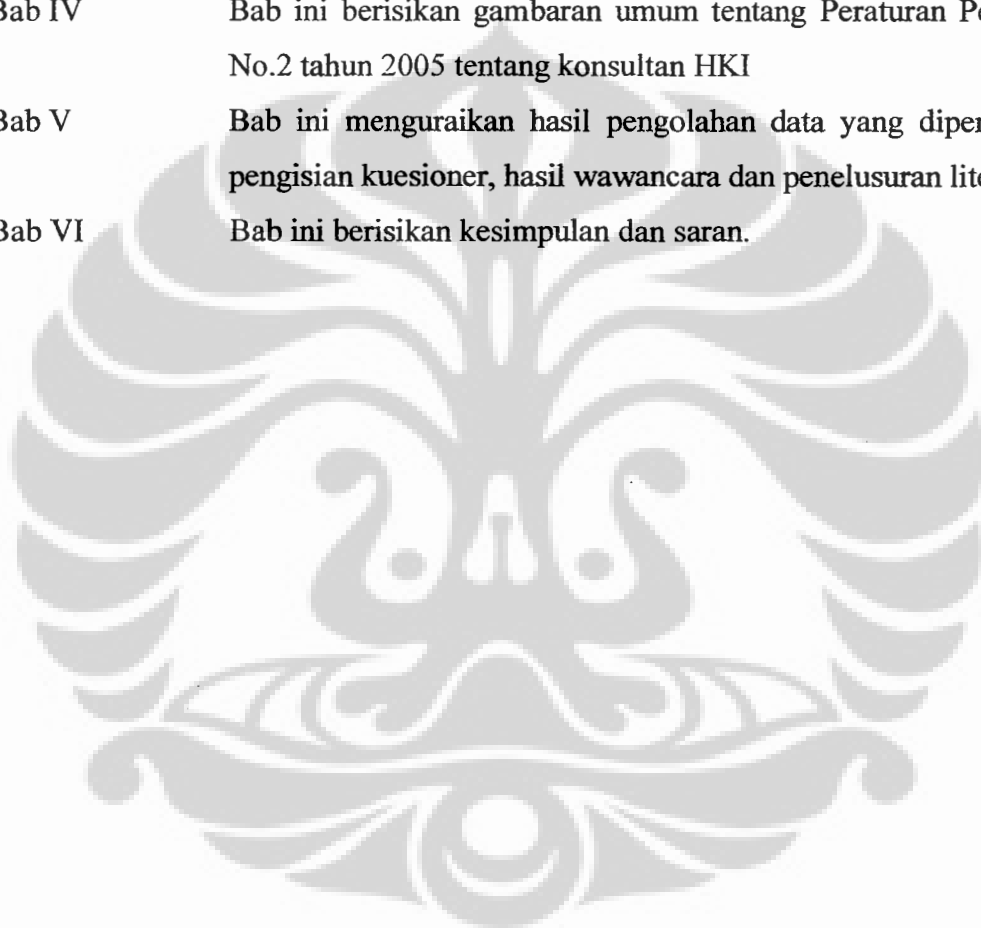 Bab IV Bab ini berisikan gambaran umum tentang Peraturan
No.2 tahun 2005 tentang konsultan HKI
Bab V Bab ini menguraikan hasil pengolahan data yang
pengisian kuesioner, hasil wawancara dan penelusuran
Bab VI Bab ini berisikan kesimpulan dan saran.